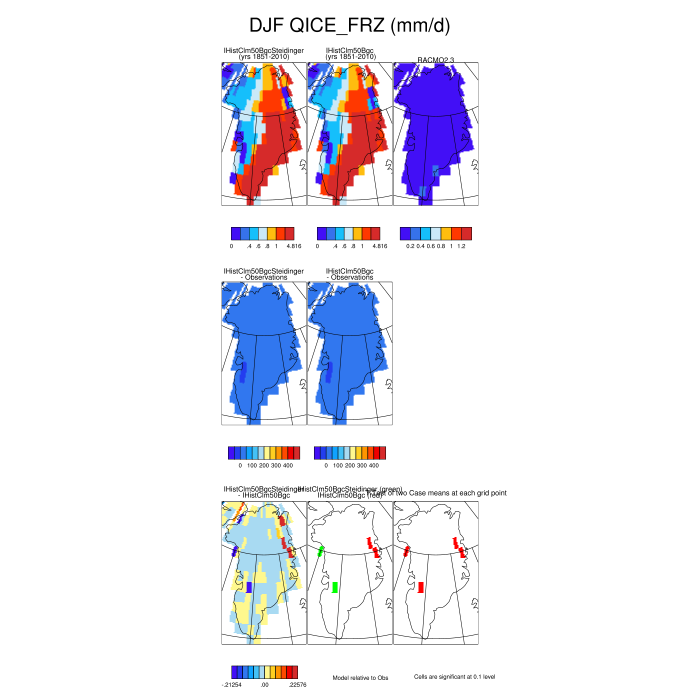 DJF QICE_FRZ (mm/d)
IHistClm50BgcSteidinger
(yrs 1851-2010)
IHistClm50Bgc
(yrs 1851-2010)
RACMO2.3
0 .4 .6 .8 1 4.816
0 .4 .6 .8 1 4.816
0.2 0.4 0.6 0.8 1 1.2
IHistClm50BgcSteidinger
- Observations
IHistClm50Bgc
- Observations
0 100 200 300 400
0 100 200 300 400
IHistClm50BgcSteidinger
- IHistClm50Bgc
IHistClm50BgcSteidinger (green)
IHistClm50Bgc (red)
of two Case means at each grid point
-.21254 .00 .22576
Model relative to Obs
Cells are significant at 0.1 level